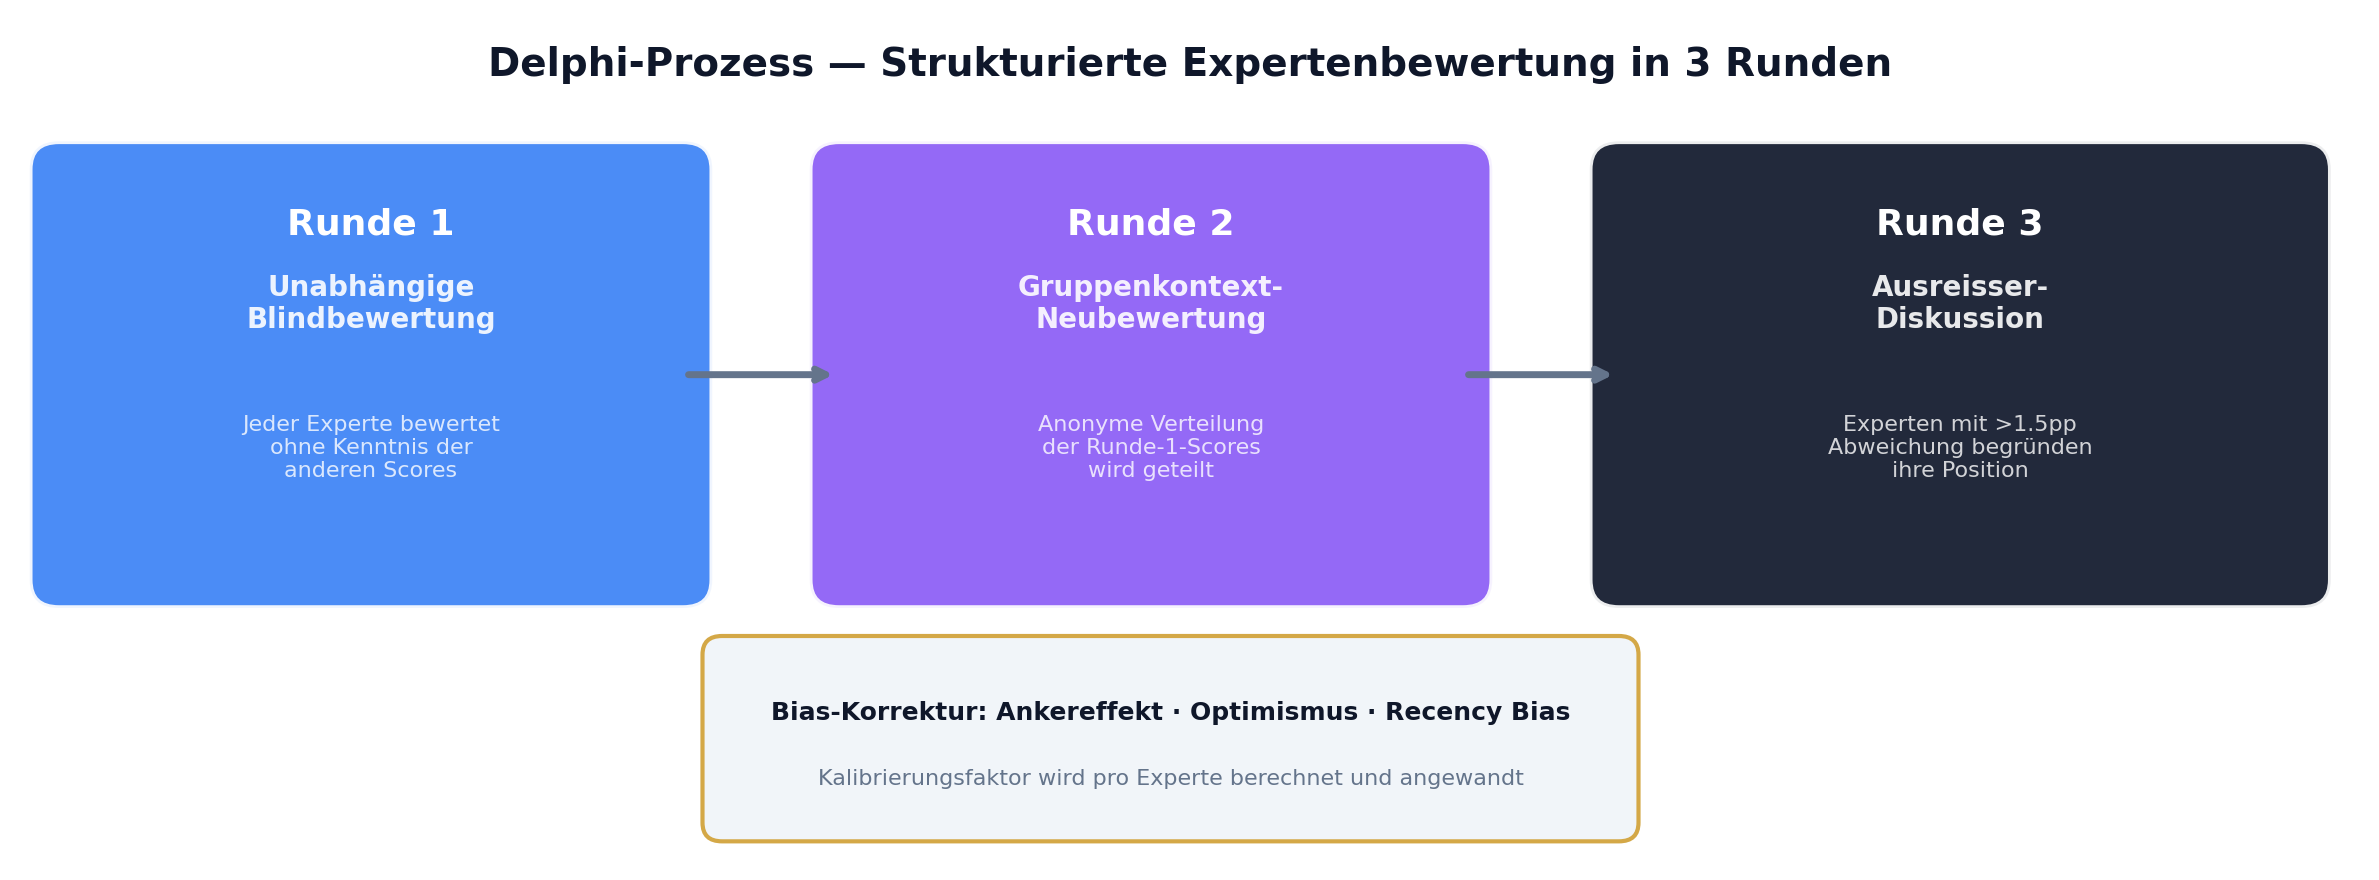 Delphi-Prozess — Strukturierte Expertenbewertung in 3 Runden
Runde 1
Unabhängige
Blindbewertung
Jeder Experte bewertet
ohne Kenntnis der
anderen Scores
Runde 2
Gruppenkontext-
Neubewertung
Anonyme Verteilung
der Runde-1-Scores
wird geteilt
Runde 3
Ausreisser-
Diskussion
Experten mit >1.5pp
Abweichung begründen
ihre Position
Bias-Korrektur: Ankereffekt · Optimismus · Recency Bias
Kalibrierungsfaktor wird pro Experte berechnet und angewandt